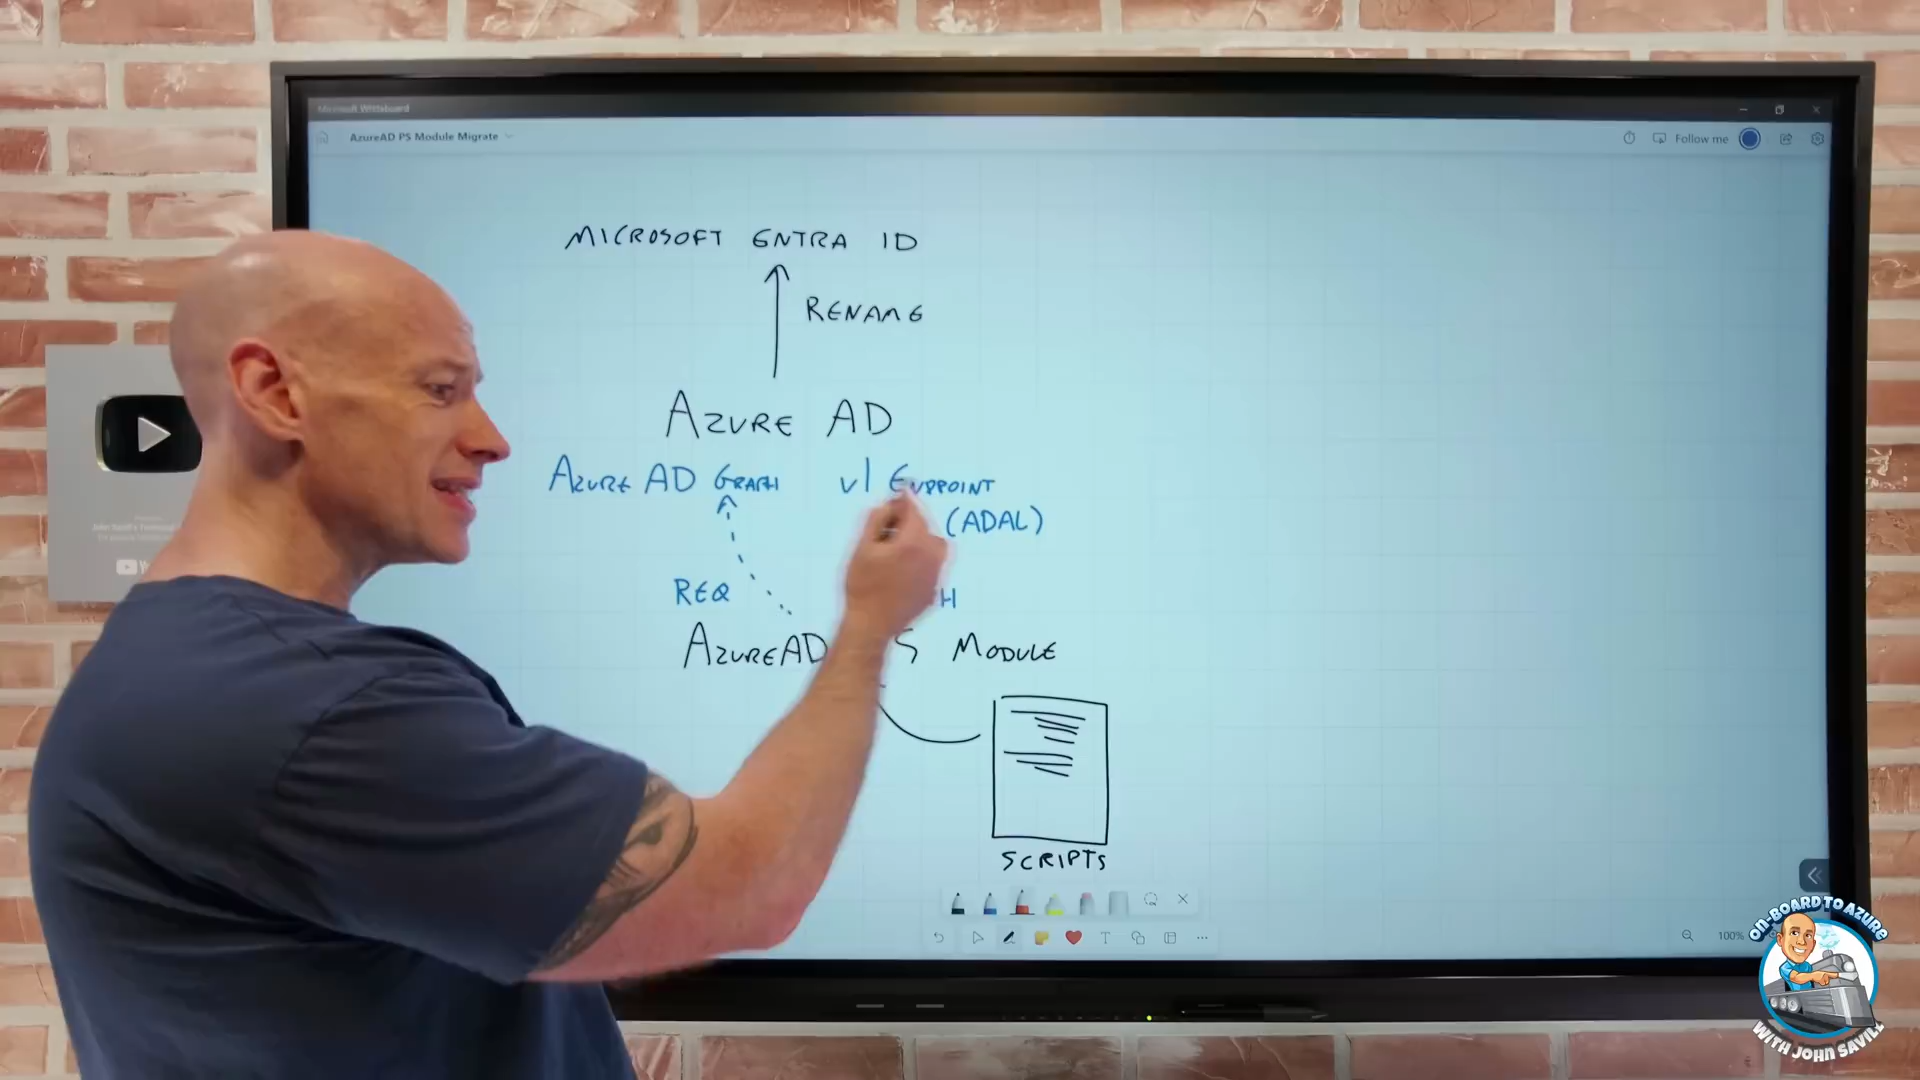 Microsoft Whiteboard
AzureAD PS Module Migrate
Follow me
MICROSOFT ENTRA ID
RENAME
AZURE AD
AZURE AD GRAPH v1 ENDPOINT
(ADAL)
REQ
AZUREAD MODULE
SCRIPTS
100%
ON-BOARD TO AZURE
WITH JOHN SAVILL